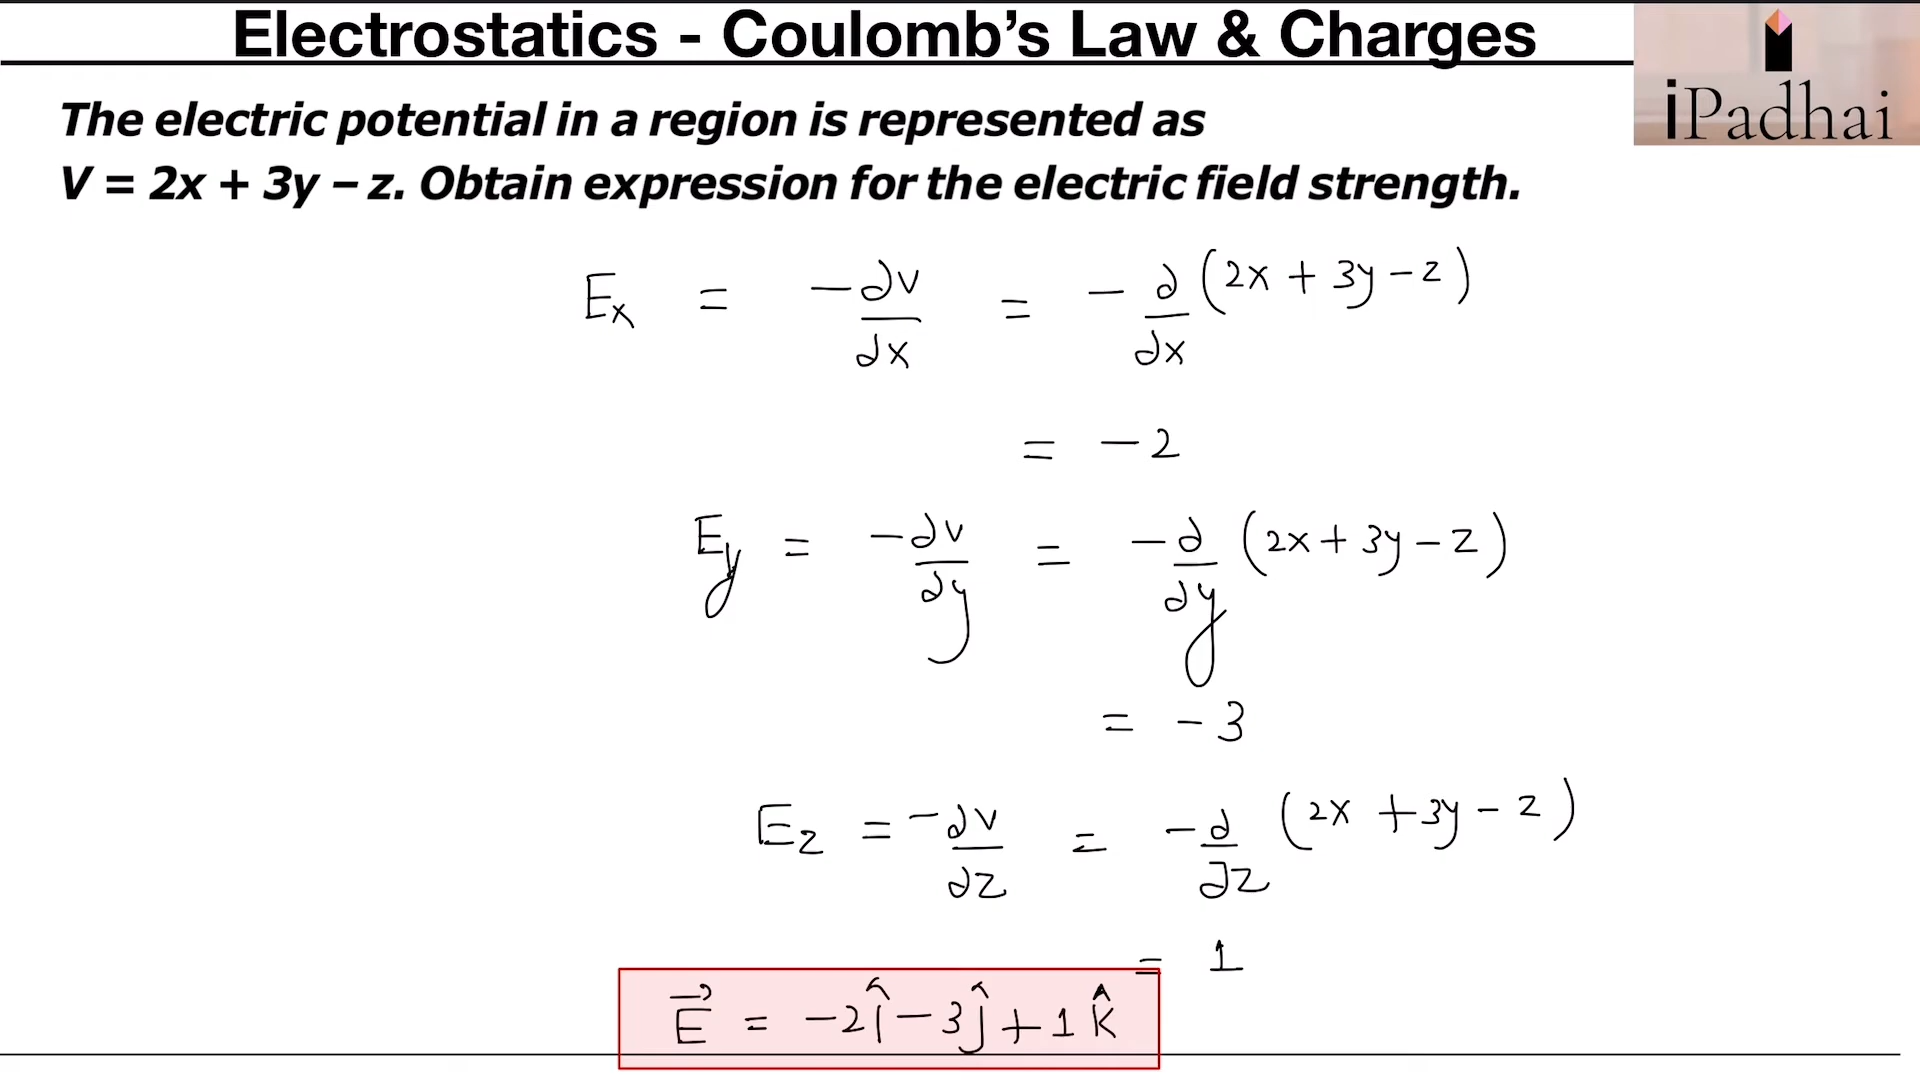 Electrostatics - Coulomb's Law & Charges
iPadhai
The electric potential in a region is represented as
V = 2x + 3y – z. Obtain expression for the electric field strength.
Ex = -∂v/∂x = -∂/∂x (2x + 3y - z)
= -2
Ey = -∂v/∂y = -∂/∂y (2x + 3y - z)
= -3
Ez = -∂v/∂z = -∂/∂z (2x + 3y - z)
= 1
E⃗ = -2î - 3ĵ + 1k̂